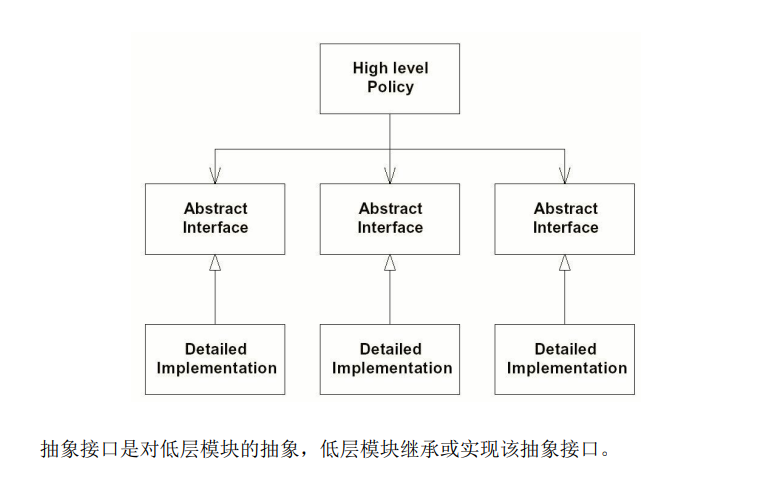 High level
Policy
Abstract
Interface
Abstract
Interface
Abstract
Interface
Detailed
Implementation
Detailed
Implementation
Detailed
Implementation
抽象接口是对低层模块的抽象，低层模块继承或实现该抽象接口。